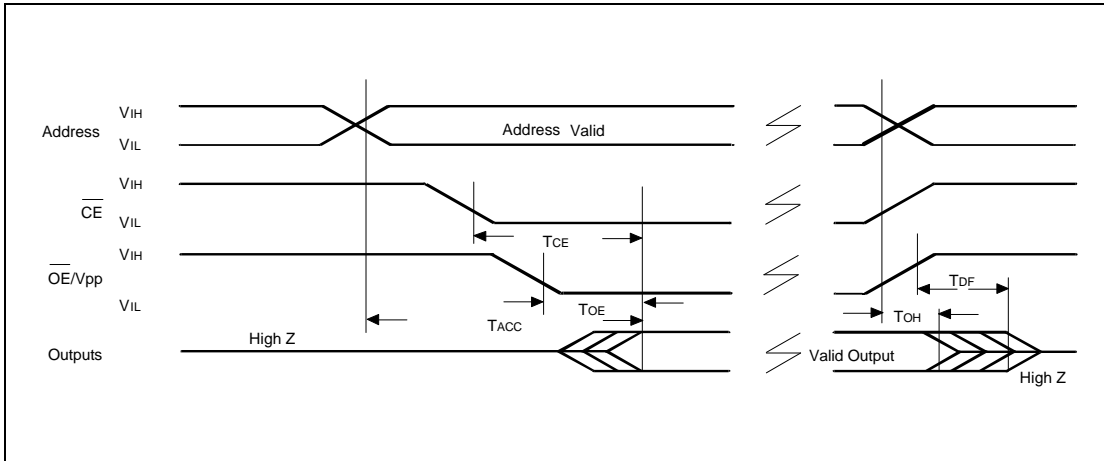 VIH
Address
Address Valid
VIL
VIH
CE
VIL
TCE
VIH
OE/Vpp
TDF
VIL
TACC
TOE
TOH
High Z
Outputs
Valid Output
High Z